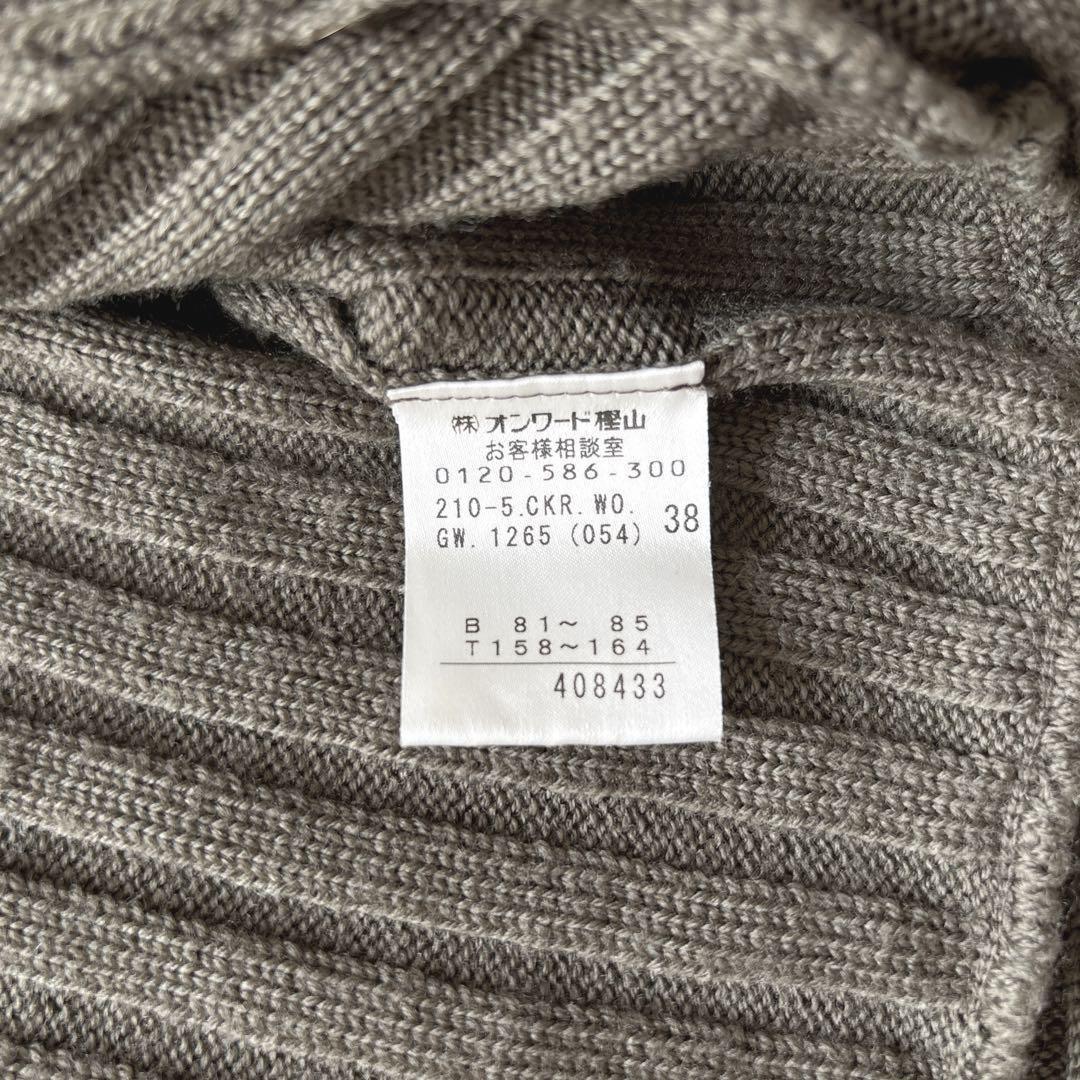 ㈱オンワード樫山
お客様相談室
0120-586-300
210-5.CKR.WO.
GW.1265(054) 38
B 81～ 85
T158～164
408433